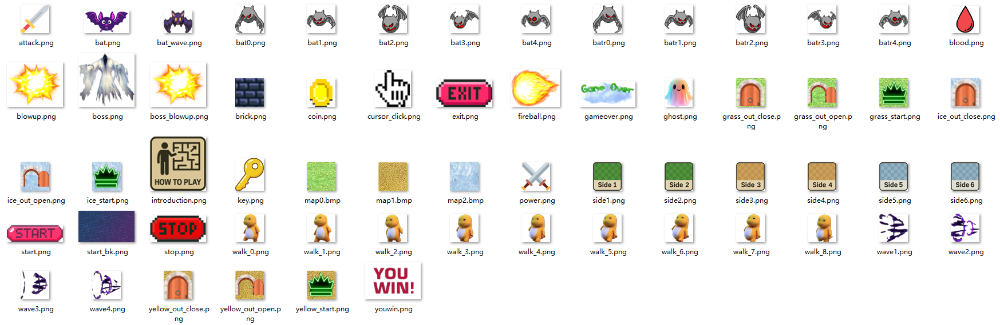 attack.png
bat.png
bat_wave.png
bat0.png
bat1.png
bat2.png
bat3.png
bat4.png
batr0.png
batr1.png
batr2.png
batr3.png
batr4.png
blood.png
blowup.png
boss.png
boss_blowup.png
brick.png
coin.png
cursor_click.png
EXIT
exit.png
fireball.png
Game Over
gameover.png
ghost.png
grass_out_close.p
ng
grass_out_open.p
ng
grass_start.png
ice_out_close.png
ice_out_open.png
ice_start.png
HOW TO PLAY
introduction.png
key.png
map0.bmp
map1.bmp
map2.bmp
power.png
Side 1
side1.png
Side 2
side2.png
Side 3
side3.png
Side 4
side4.png
Side 5
side5.png
Side 6
side6.png
START
start.png
start_bk.png
STOP
stop.png
walk_0.png
walk_1.png
walk_2.png
walk_3.png
walk_4.png
walk_5.png
walk_6.png
walk_7.png
walk_8.png
wave1.png
wave2.png
wave3.png
wave4.png
yellow_out_close.p
ng
yellow_out_open.p
ng
yellow_start.png
YOU
WIN!
youwin.png